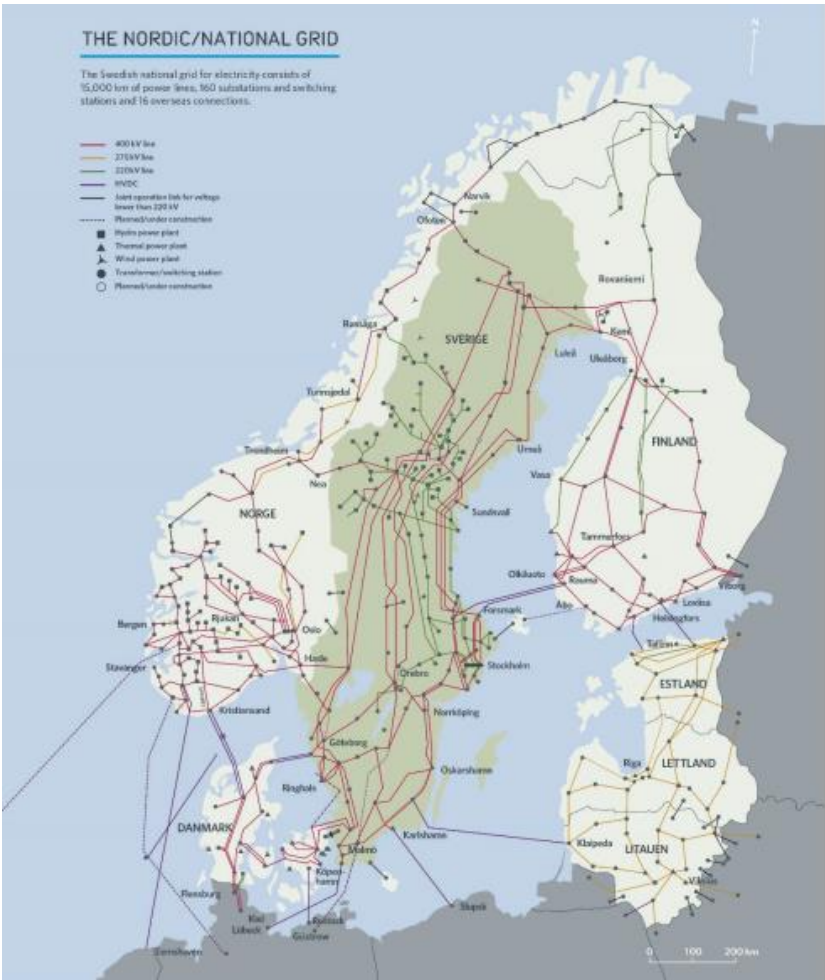 THE NORDIC/NATIONAL GRID
The Swedish national grid for electricity consists of
15,000 km of power lines, 160 substations and switching
stations and 16 overseas connections.
400 kV line
275 kV line
220 kV line
HVDC
Joint operation link for voltage
lower than 220 kV
Planned/under construction
Hydro power plant
Thermal power plant
Wind power plant
Transformer/switching station
Planned/under construction
N
Narvik
Ofoten
Rovaniemi
Røssåga
SVERIGE
Kemi
Luleå
Uleåborg
Tunnsjødal
FINLAND
Trondheim
Umeå
Vasa
Nea
NORGE
Sundsvall
Tammerfors
Olkiluoto
Rauma
Viborg
Forsmark
Åbo
Lovisa
Helsingfors
Bergen
Rjukan
Oslo
Tallinn
Hasle
Stavanger
Örebro
Stockholm
ESTLAND
Kristiansand
Norrköping
Göteborg
Riga
LETTLAND
Oskarshamn
Ringhals
DANMARK
Karlshamn
Malmö
Klaipeda
LITAUEN
Köpen-
hamn
Vilnius
Flensburg
Kiel
Rostock
Slupsk
Lübeck
Güstrow
Eemshaven
0 100 200 km